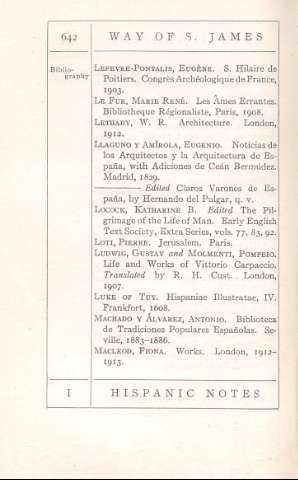 642 WAY OF S. JAMES
Biblio-
graphy
LEFEVRE-PONTALIS, EUGÈNE. S. Hilaire de
Poitiers. Congrès Archéologique de France,
1903.
LE FUR, MARIE RENÉ. Les Âmes Errantes.
Bibliotheque Régionaliste, Paris, 1908.
LETHABY, W. R. Architecture. London,
1912.
LLAGUNO Y AMÍROLA, EUGENIO. Noticias de
los Arquitectos y la Arquitectura de Es-
paña, with Adiciones de Ceán Bermúdez.
Madrid, 1829.
——— Edited Claros Varones de Es-
paña, by Hernando del Pulgar, q. v.
LOCOCK, KATHARINE B. Edited The Pil-
grimage of the Life of Man. Early English
Text Society, Extra Series, vols. 77, 83, 92.
LOTI, PIERRE. Jerusalem. Paris.
LUDWIG, GUSTAV and MOLMENTI, POMPEIO.
Life and Works of Vittorio Carpaccio.
Translated by R. H. Cust. London,
1907.
LUKE OF TUY. Hispaniae Illustratae, IV.
Frankfort, 1608.
MACHADO Y ÁLVAREZ, ANTONIO. Biblioteca
de Tradiciones Populares Españolas. Se-
ville, 1883–1886.
MACLEOD, FIONA. Works. London, 1912–
1913.
I HISPANIC NOTES